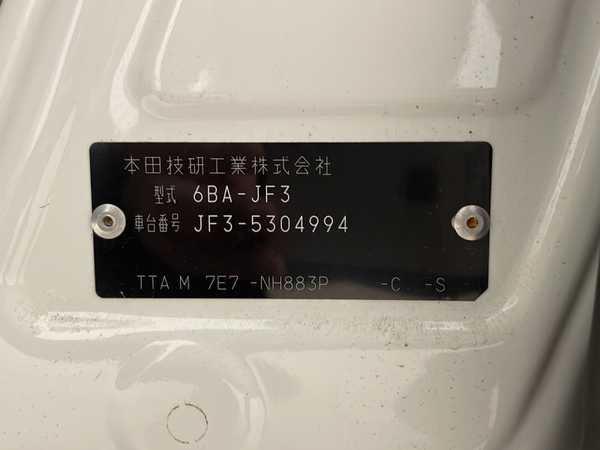 本田技研工業株式会社
型式 6BA-JF3
車台番号 JF3-5304994
TTA M 7E7 -NH883P -C -S